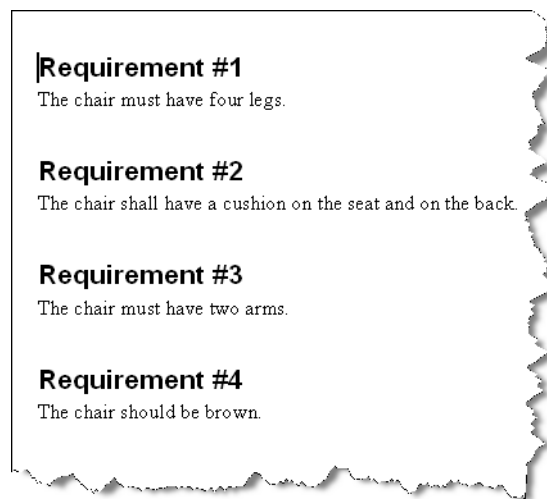 Requirement #1
The chair must have four legs.
Requirement #2
The chair shall have a cushion on the seat and on the back.
Requirement #3
The chair must have two arms.
Requirement #4
The chair should be brown.